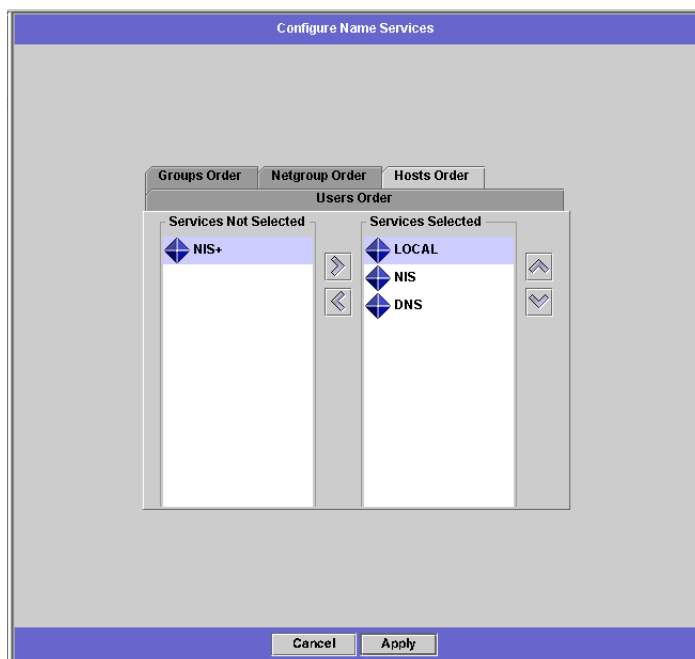 Configure Name Services
Groups Order Netgroup Order Hosts Order
Users Order
Services Not Selected Services Selected
NIS+ LOCAL
NIS
DNS
Cancel Apply